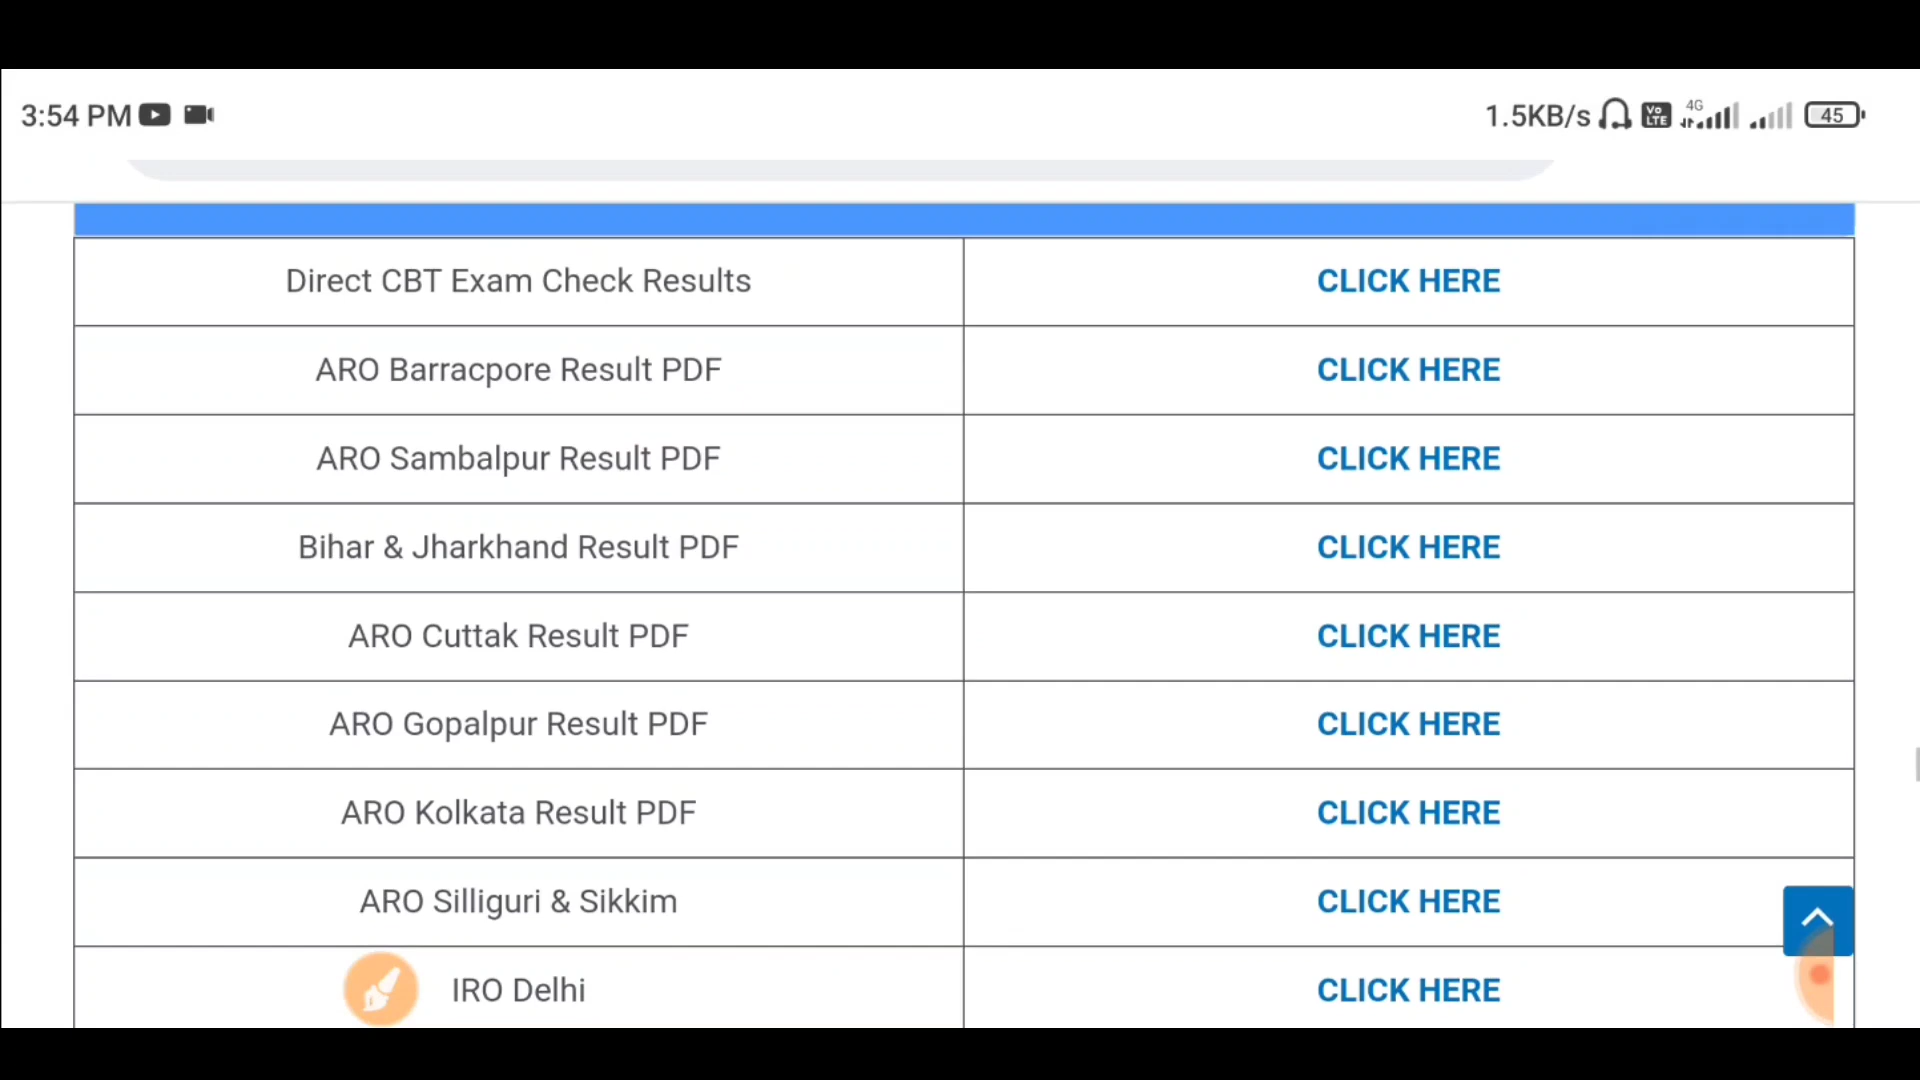 3:54 PM 1.5KB/s Vo LTE 4G 45
Direct CBT Exam Check Results CLICK HERE
ARO Barracpore Result PDF CLICK HERE
ARO Sambalpur Result PDF CLICK HERE
Bihar & Jharkhand Result PDF CLICK HERE
ARO Cuttak Result PDF CLICK HERE
ARO Gopalpur Result PDF CLICK HERE
ARO Kolkata Result PDF CLICK HERE
ARO Silliguri & Sikkim CLICK HERE
IRO Delhi CLICK HERE